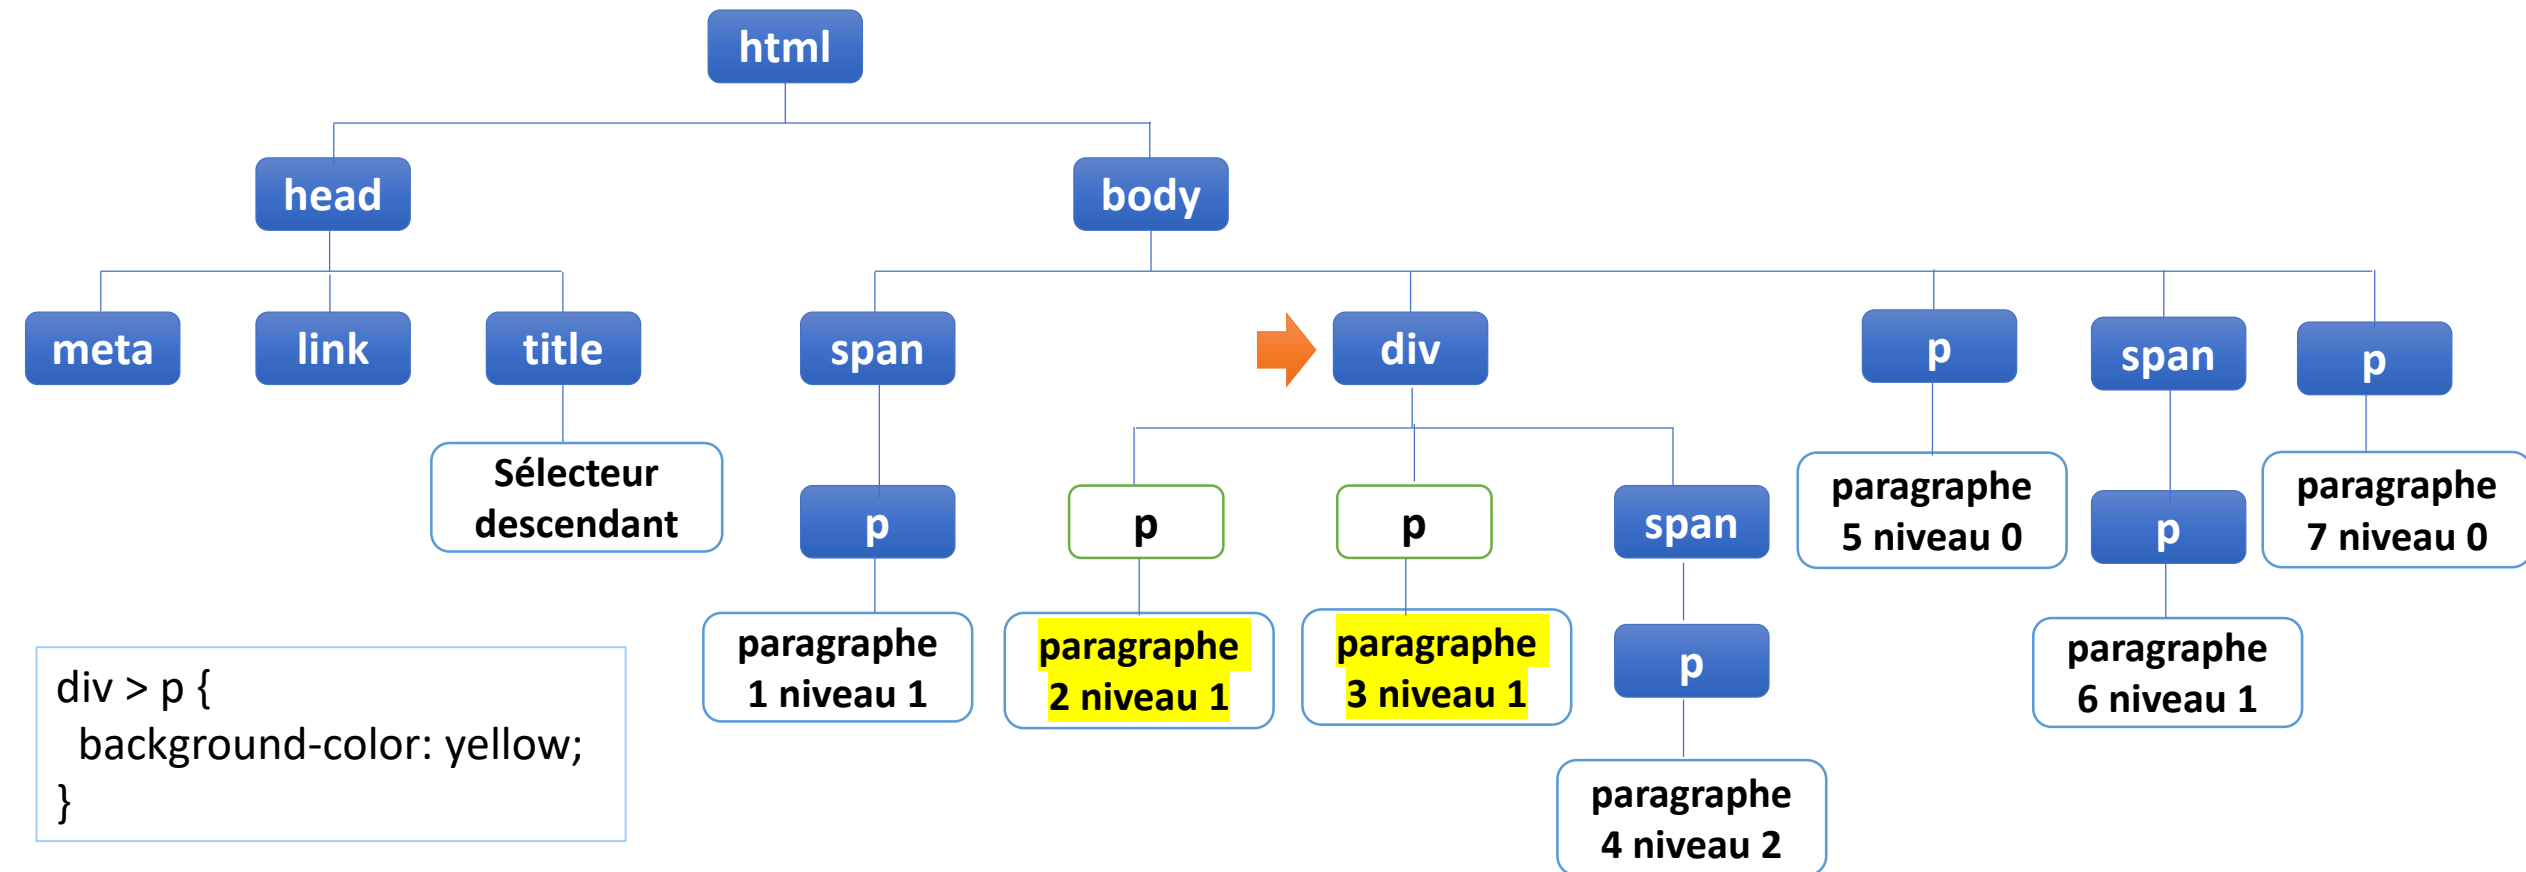 html
head
body
meta
link
title
span
div
p
span
p
Sélecteur
descendant
p
p
p
span
paragraphe
5 niveau 0
p
paragraphe
7 niveau 0
paragraphe
1 niveau 1
paragraphe
2 niveau 1
paragraphe
3 niveau 1
p
paragraphe
6 niveau 1
paragraphe
4 niveau 2
div > p {
background-color: yellow;
}